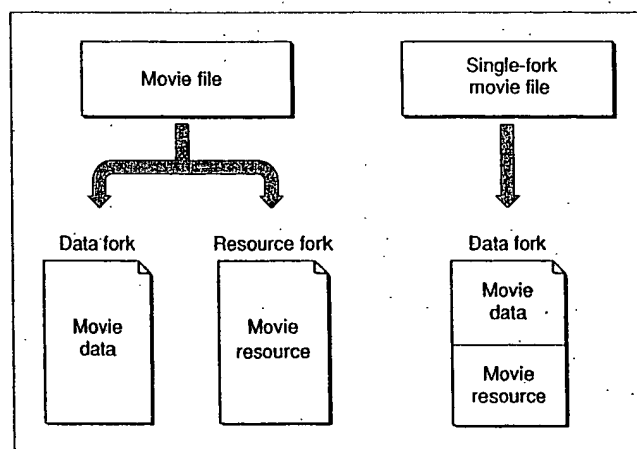 Movie file
Single-fork
movie file
Data fork
Resource fork
Data fork
Movie
data
Movie
resource
Movie
data
Movie
resource